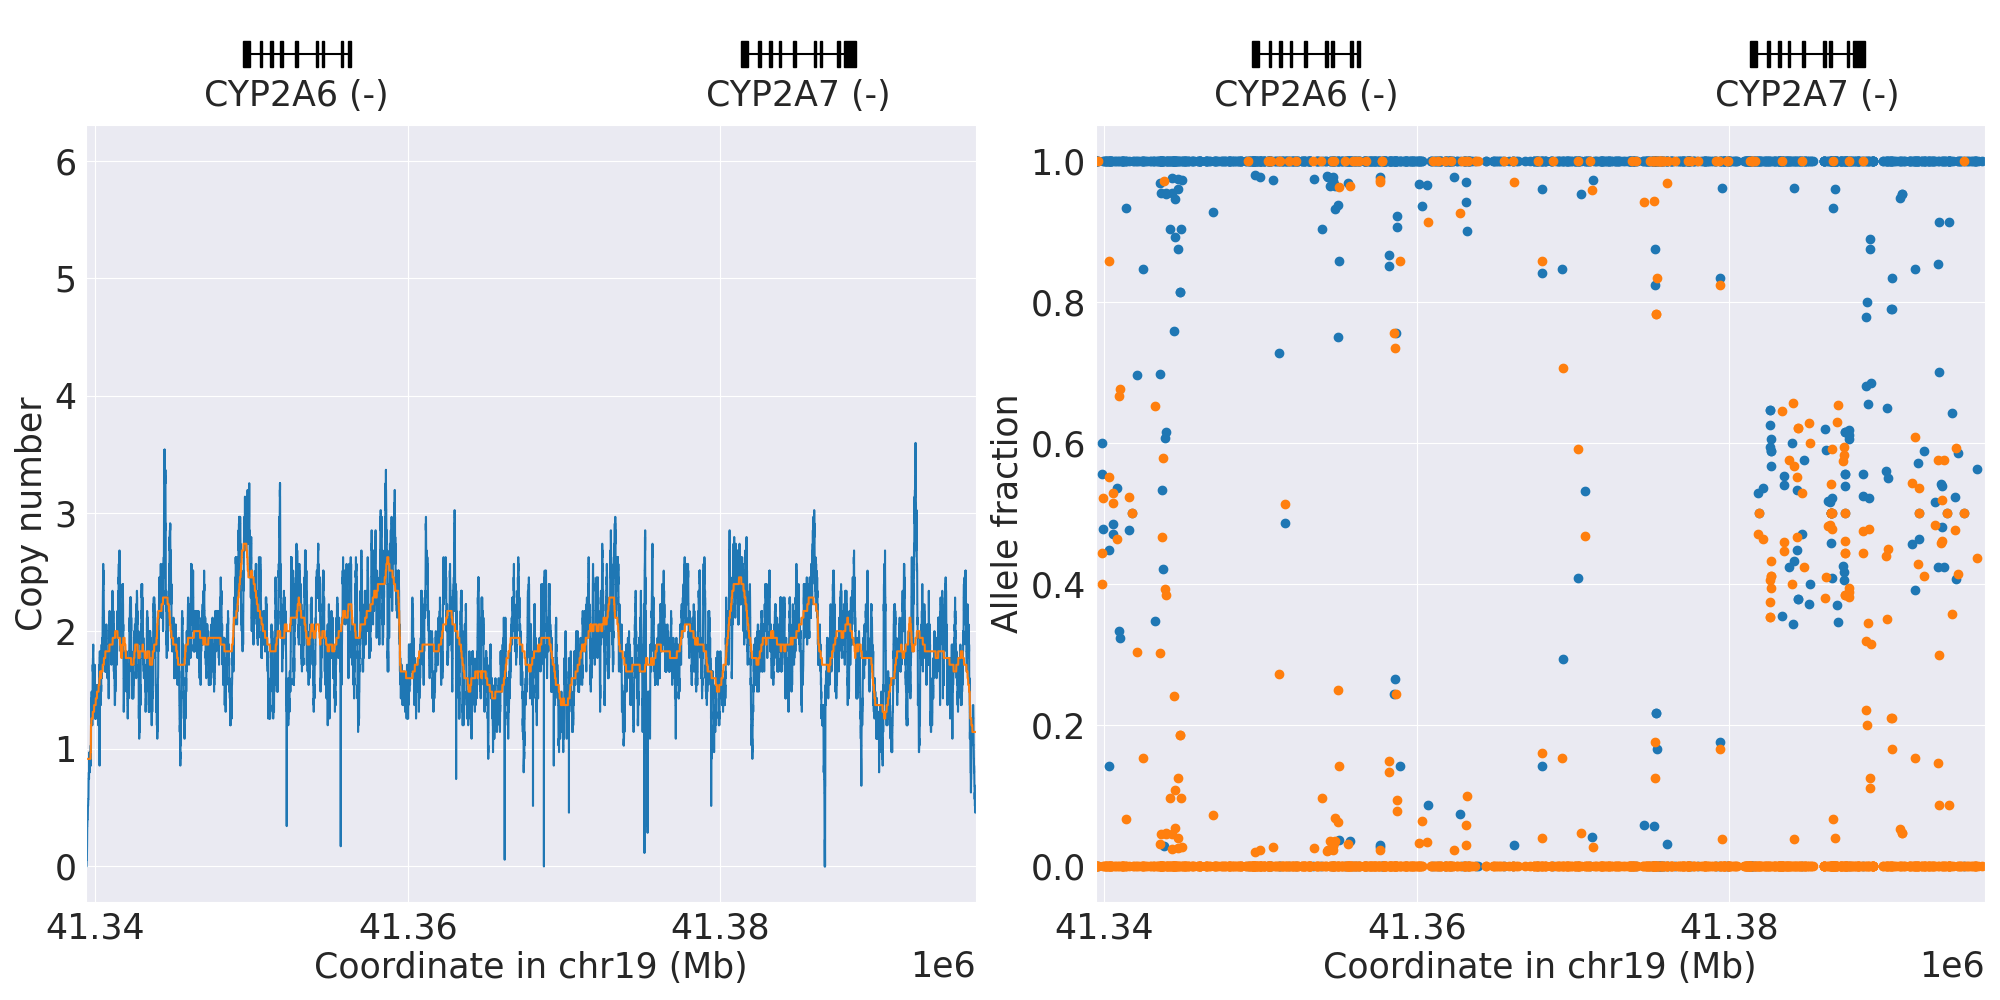 CYP2A6 (-)
CYP2A7 (-)
6
5
4
3
2
1
0
Copy number
41.34
41.36
41.38
Coordinate in chr19 (Mb)
1e6
CYP2A6 (-)
CYP2A7 (-)
1.0
0.8
0.6
0.4
0.2
0.0
Allele fraction
41.34
41.36
41.38
Coordinate in chr19 (Mb)
1e6